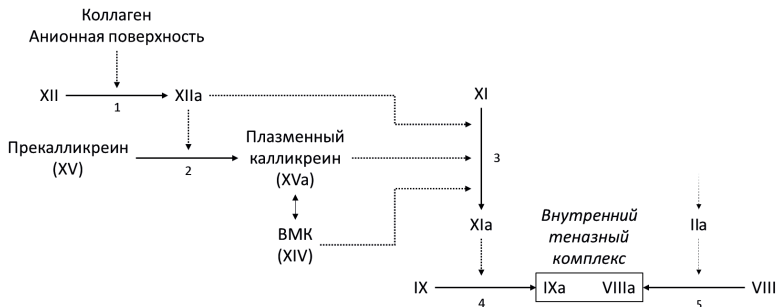 Коллаген
Анионная поверхность
XII
XIIa
1
XI
Прекалликреин
(XV)
2
Плазменный
калликреин
(XVa)
3
ВМК
(XIV)
XIa
Внутренний
теназный
комплекс
IIa
IX
4
IXa
VIIIa
5
VIII